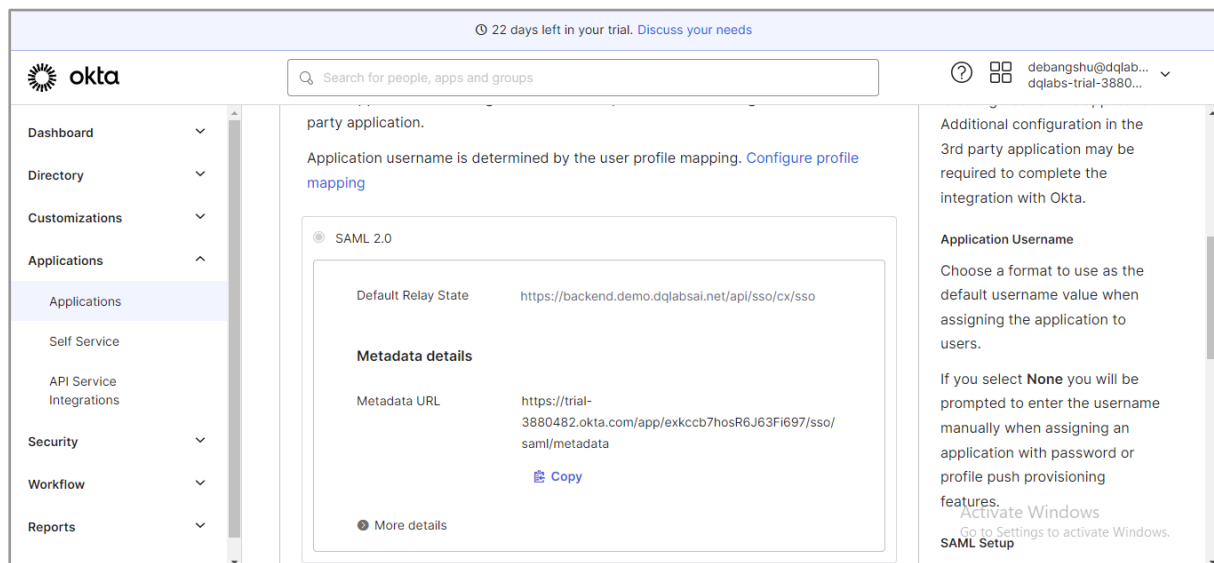 22 days left in your trial. Discuss your needs
okta
Search for people, apps and groups
debangshu@dqlab...
dqlabs-trial-3880...
Dashboard
Directory
Customizations
Applications
Applications
Self Service
API Service
Integrations
Security
Workflow
Reports
party application.
Application username is determined by the user profile mapping. Configure profile
mapping
SAML 2.0
Default Relay State
https://backend.demo.dqlabsai.net/api/sso/cx/sso
Metadata details
Metadata URL
https://trial-
3880482.okta.com/app/exkccb7hosR6J63Fi697/sso/
saml/metadata
Copy
More details
Additional configuration in the
3rd party application may be
required to complete the
integration with Okta.
Application Username
Choose a format to use as the
default username value when
assigning the application to
users.
If you select None you will be
prompted to enter the username
manually when assigning an
application with password or
profile push provisioning
features.
Activate Windows
Go to Settings to activate Windows.
SAML Setup